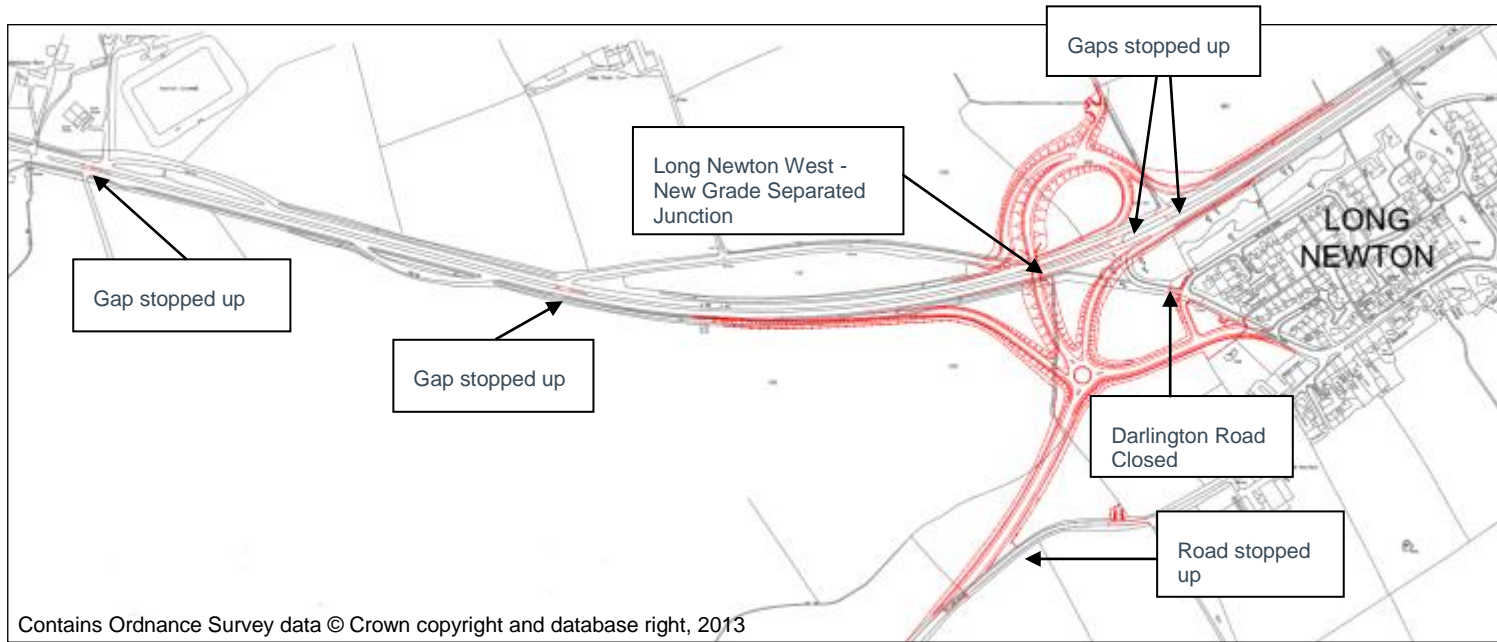 Gaps stopped up
Long Newton West -
New Grade Separated
Junction
LONG
NEWTON
Gap stopped up
Gap stopped up
Darlington Road
Closed
Road stopped
up
Contains Ordnance Survey data © Crown copyright and database right, 2013